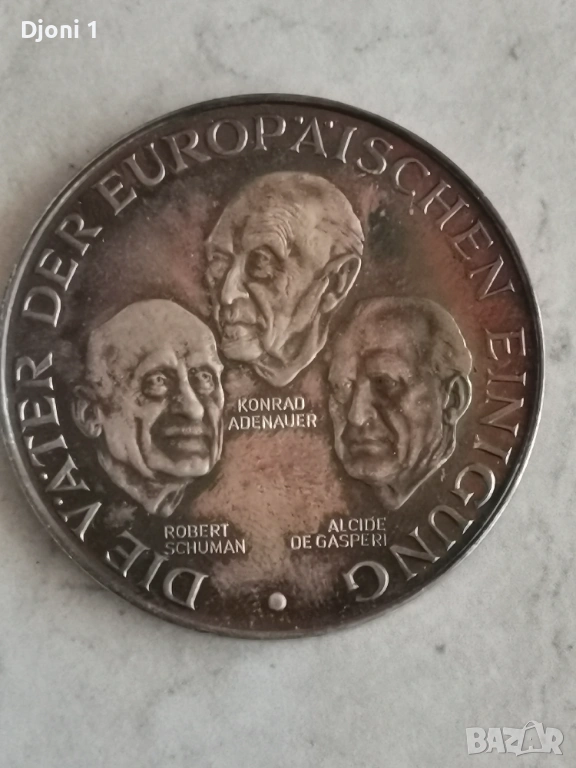 Djoni 1
DIE VÄTER DER EUROPÄISCHEN EINIGUNG
KONRAD
ADENAUER
ROBERT
SCHUMAN
ALCIDE
DE GASPERI
BAZAR